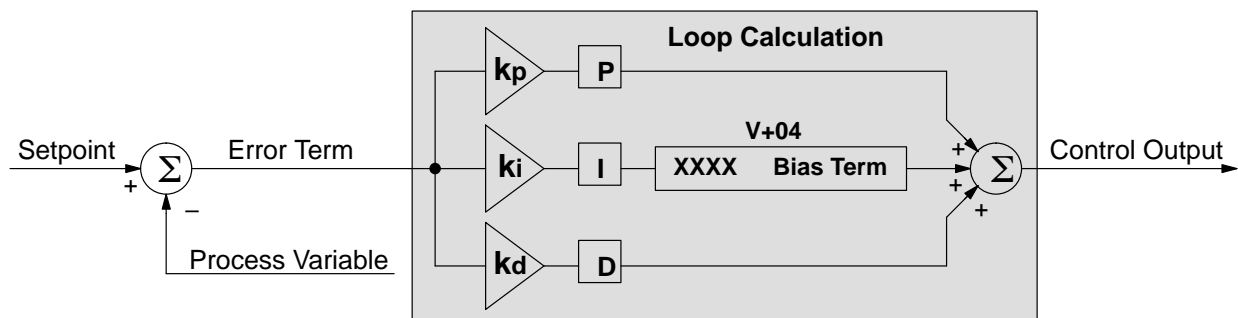 Loop Calculation
kp
P
V+04
Setpoint
+
Σ
−
Error Term
ki
I
XXXX Bias Term
+
+
+
Σ
Control Output
Process Variable
kd
D